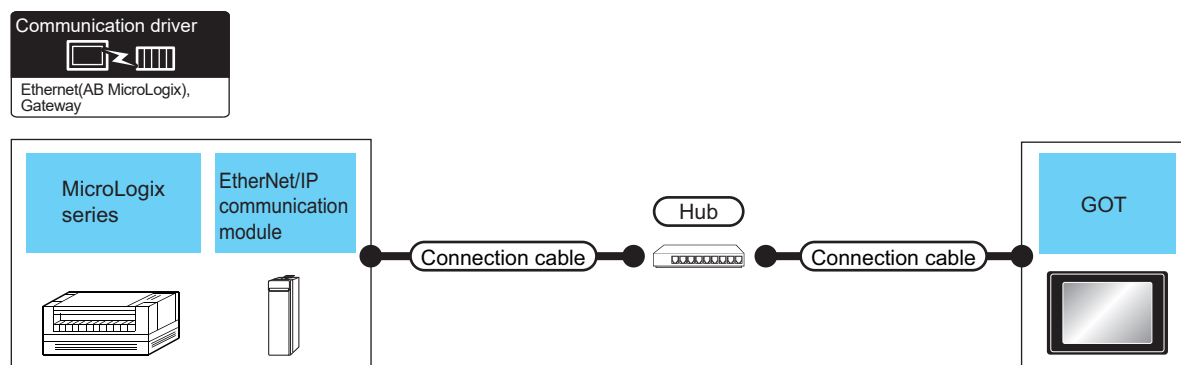 Communication driver
Ethernet(AB MicroLogix),
Gateway
MicroLogix
series
EtherNet/IP
communication
module
Connection cable
Hub
Connection cable
GOT